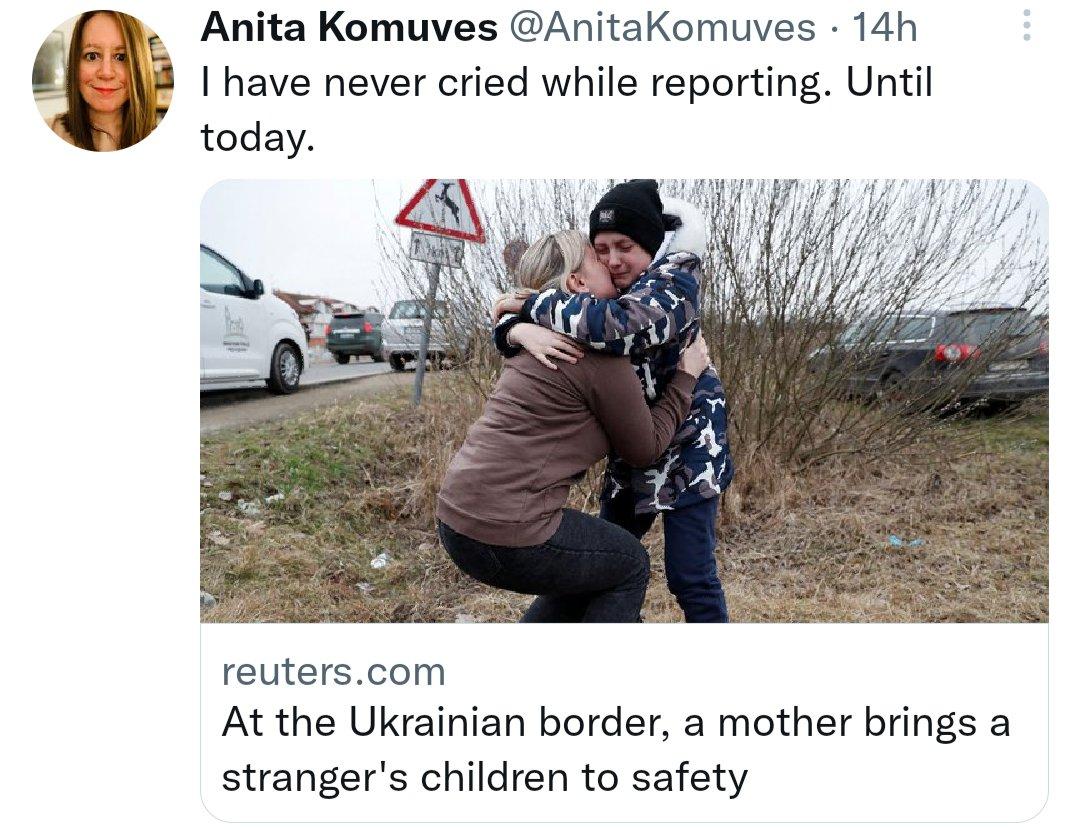 Anita Komuves @AnitaKomuves · 14h
I have never cried while reporting. Until
today.
reuters.com
At the Ukrainian border, a mother brings a
stranger's children to safety